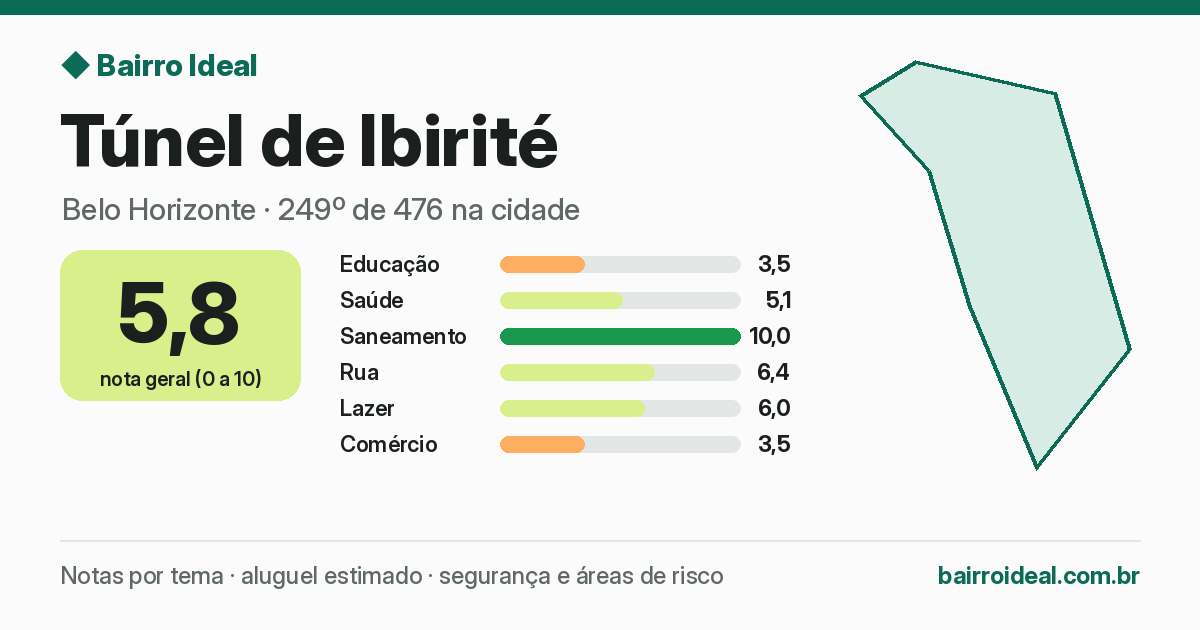 Bairro Ideal
Túnel de Ibirité
Belo Horizonte · 249º de 476 na cidade
5,8
nota geral (0 a 10)
Educação 3,5
Saúde 5,1
Saneamento 10,0
Rua 6,4
Lazer 6,0
Comércio 3,5
Notas por tema · aluguel estimado · segurança e áreas de risco
bairroideal.com.br